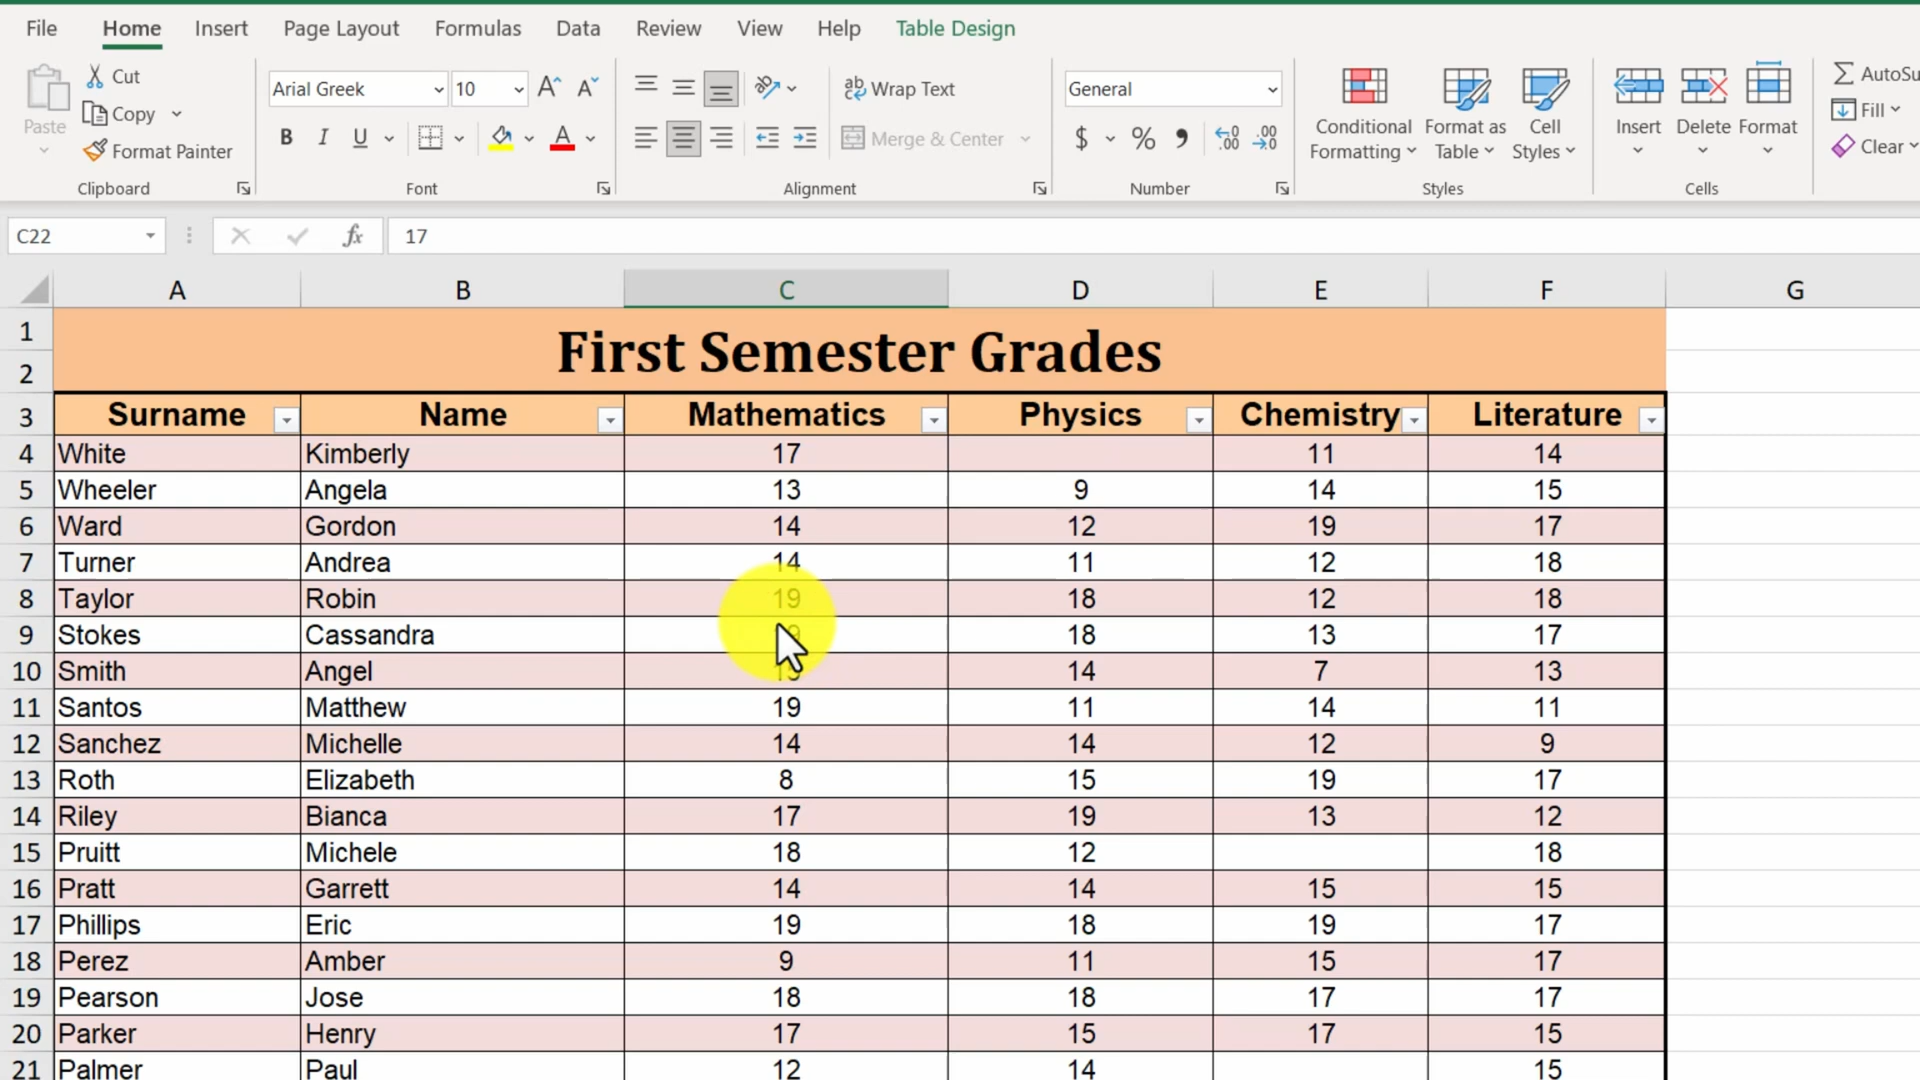 File Home Insert Page Layout Formulas Data Review View Help Table Design
Paste
Cut
Copy
Format Painter
Clipboard
Arial Greek 10 A^ Aˇ
B I U A
Font
ab Wrap Text
Merge & Center
Alignment
General
$ % , .00 .00
Number
Conditional Formatting
Format as Table
Cell Styles
Styles
Insert Delete Format
Cells
Σ AutoSu
Fill
Clear
C22 fx 17
A B C D E F G
1
2
First Semester Grades
3 Surname Name Mathematics Physics Chemistry Literature
4 White Kimberly 17 11 14
5 Wheeler Angela 13 9 14 15
6 Ward Gordon 14 12 19 17
7 Turner Andrea 14 11 12 18
8 Taylor Robin 19 18 12 18
9 Stokes Cassandra 18 13 17
10 Smith Angel 14 7 13
11 Santos Matthew 19 11 14 11
12 Sanchez Michelle 14 14 12 9
13 Roth Elizabeth 8 15 19 17
14 Riley Bianca 17 19 13 12
15 Pruitt Michele 18 12 18
16 Pratt Garrett 14 14 15 15
17 Phillips Eric 19 18 19 17
18 Perez Amber 9 11 15 17
19 Pearson Jose 18 18 17 17
20 Parker Henry 17 15 17 15
21 Palmer Paul 12 14 15